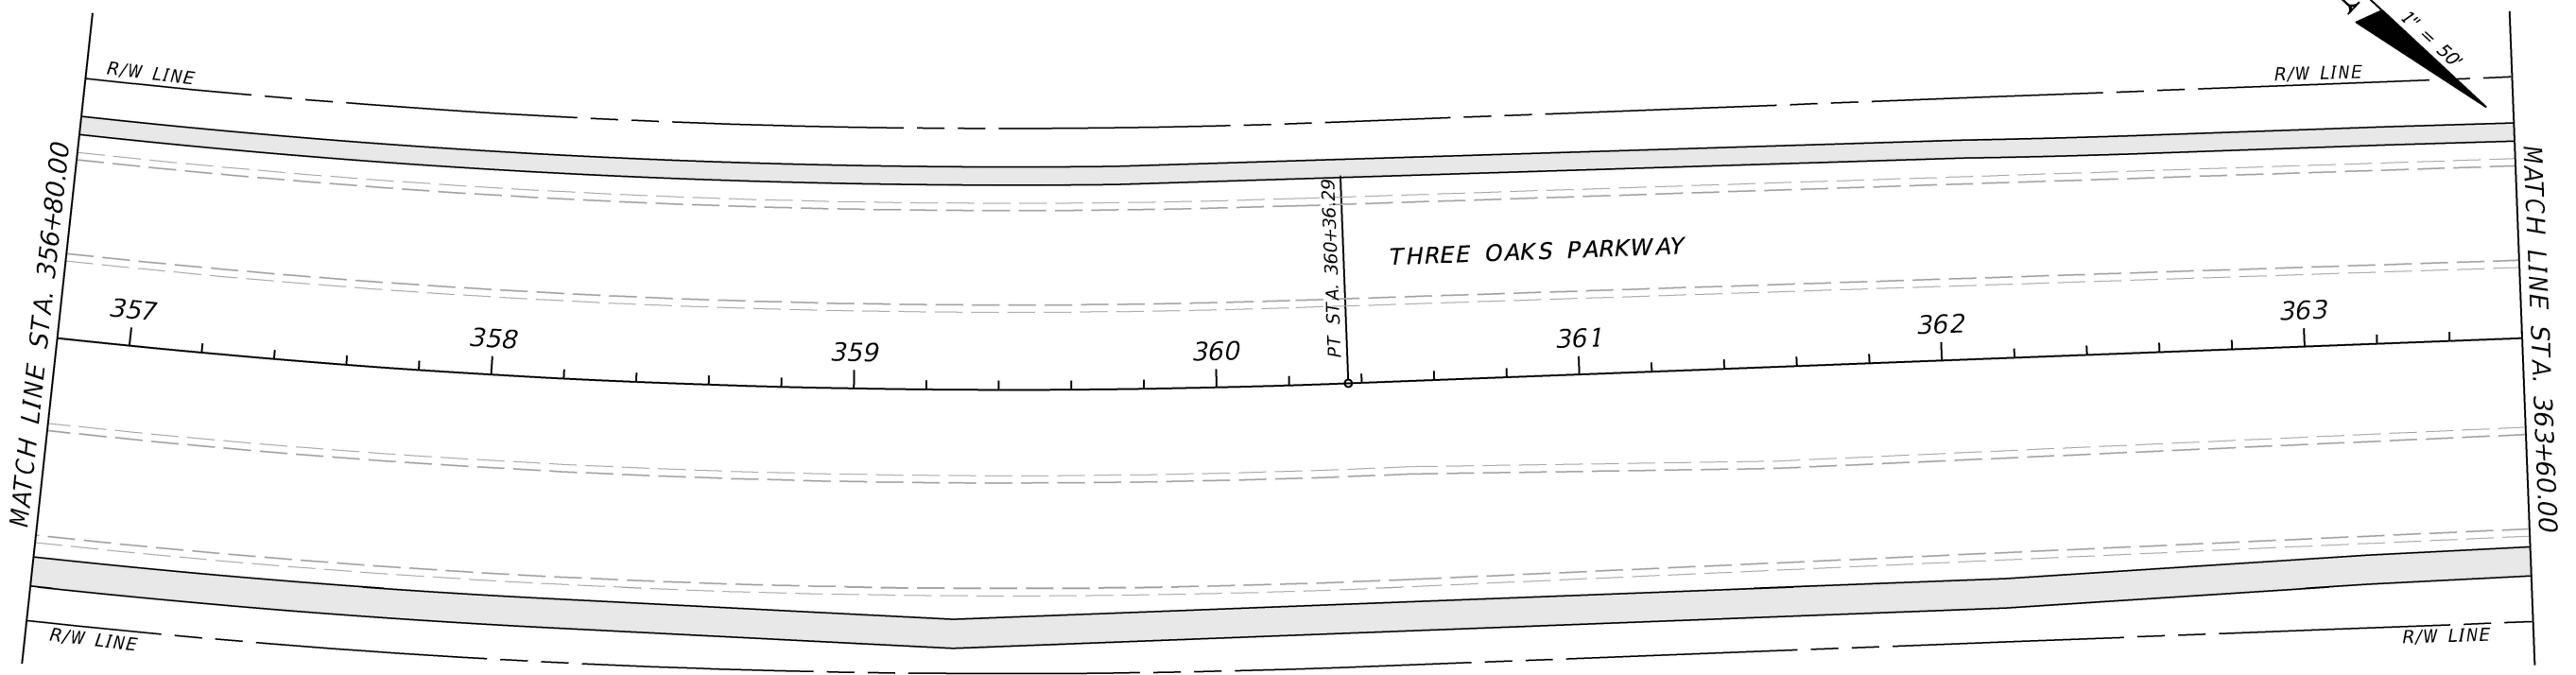 1" = 50'
R/W LINE
R/W LINE
MATCH LINE STA. 356+80.00
MATCH LINE STA. 363+60.00
PT STA. 360+36.29
THREE OAKS PARKWAY
357
358
359
360
361
362
363
R/W LINE
R/W LINE